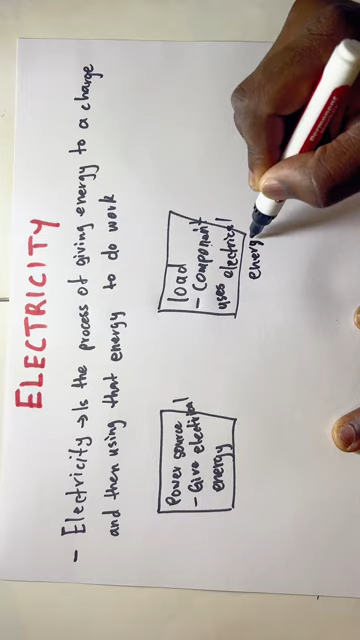 ELECTRICITY
- Electricity → Is the process of giving energy to a charge
and then using that energy to do work
Power source
- Give electrical
energy
load
- Component
uses electrical
energy